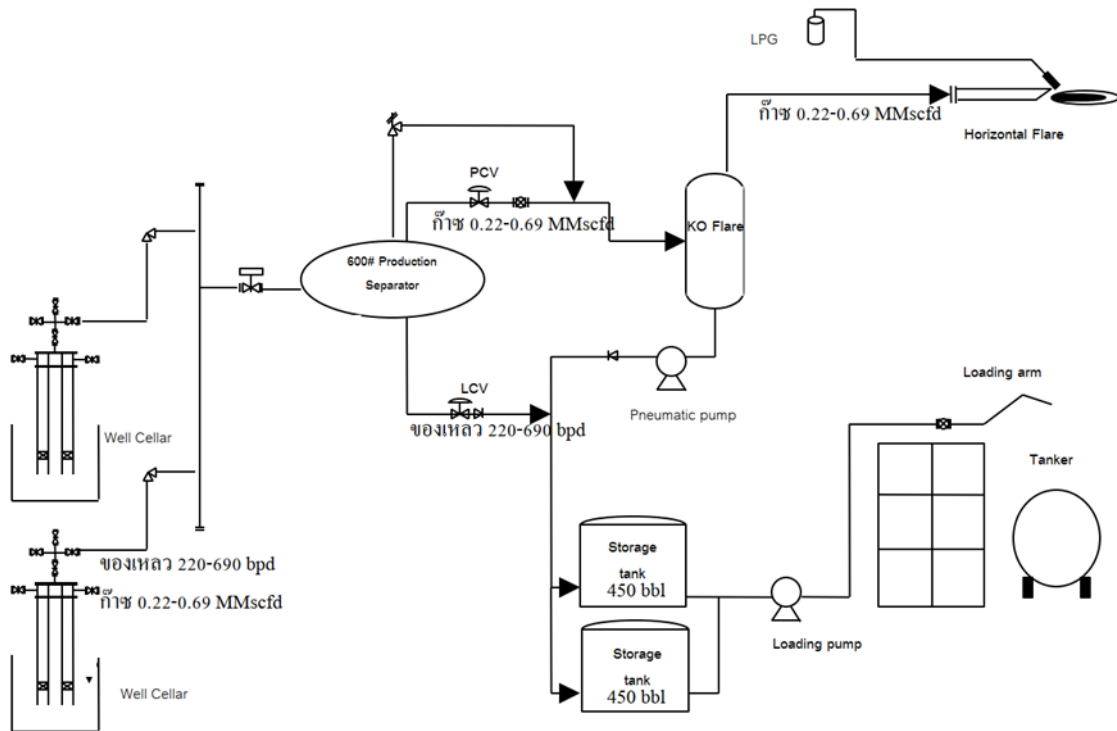 LPG
ก๊าซ 0.22-0.69 MMscfd
Horizontal Flare
PCV
ก๊าซ 0.22-0.69 MMscfd
KO Flare
600# Production
Separator
LCV
ของเหลว 220-690 bpd
Pneumatic pump
Loading arm
Tanker
Well Cellar
ของเหลว 220-690 bpd
ก๊าซ 0.22-0.69 MMscfd
Well Cellar
Storage
tank
450 bbl
Storage
tank
450 bbl
Loading pump